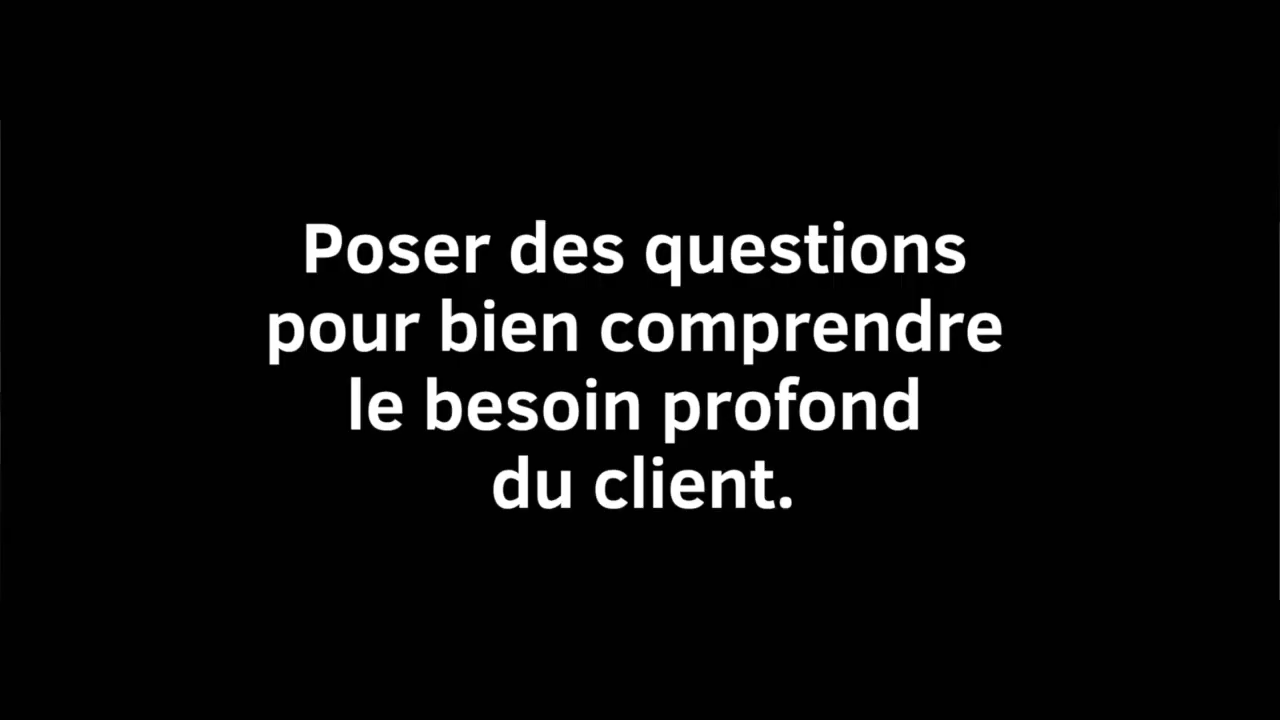 Poser des questions
pour bien comprendre
le besoin profond
du client.